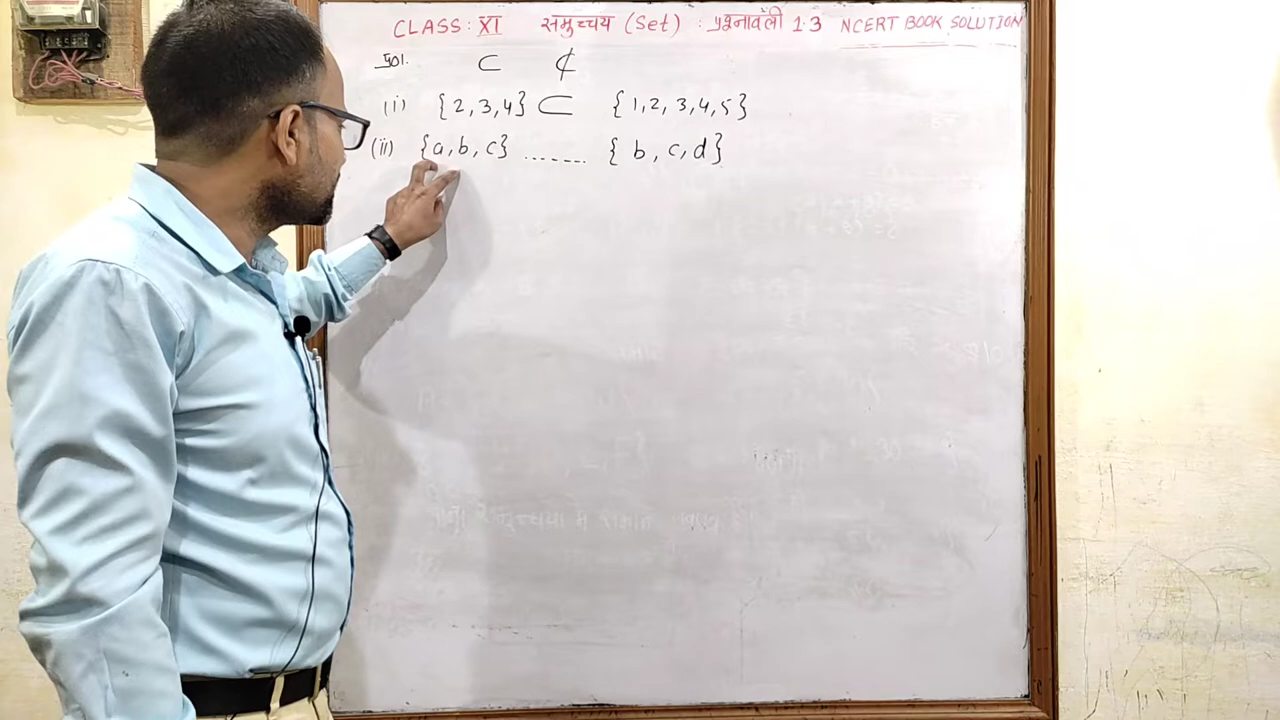 CLASS: XI समुच्चय (Set) : प्रश्नावली 1.3 NCERT BOOK SOLUTION
प्र01. ⊂ ⊄
(i) {2,3,4} ⊂ {1,2,3,4,5}
(ii) {a,b,c} ....... {b,c,d}